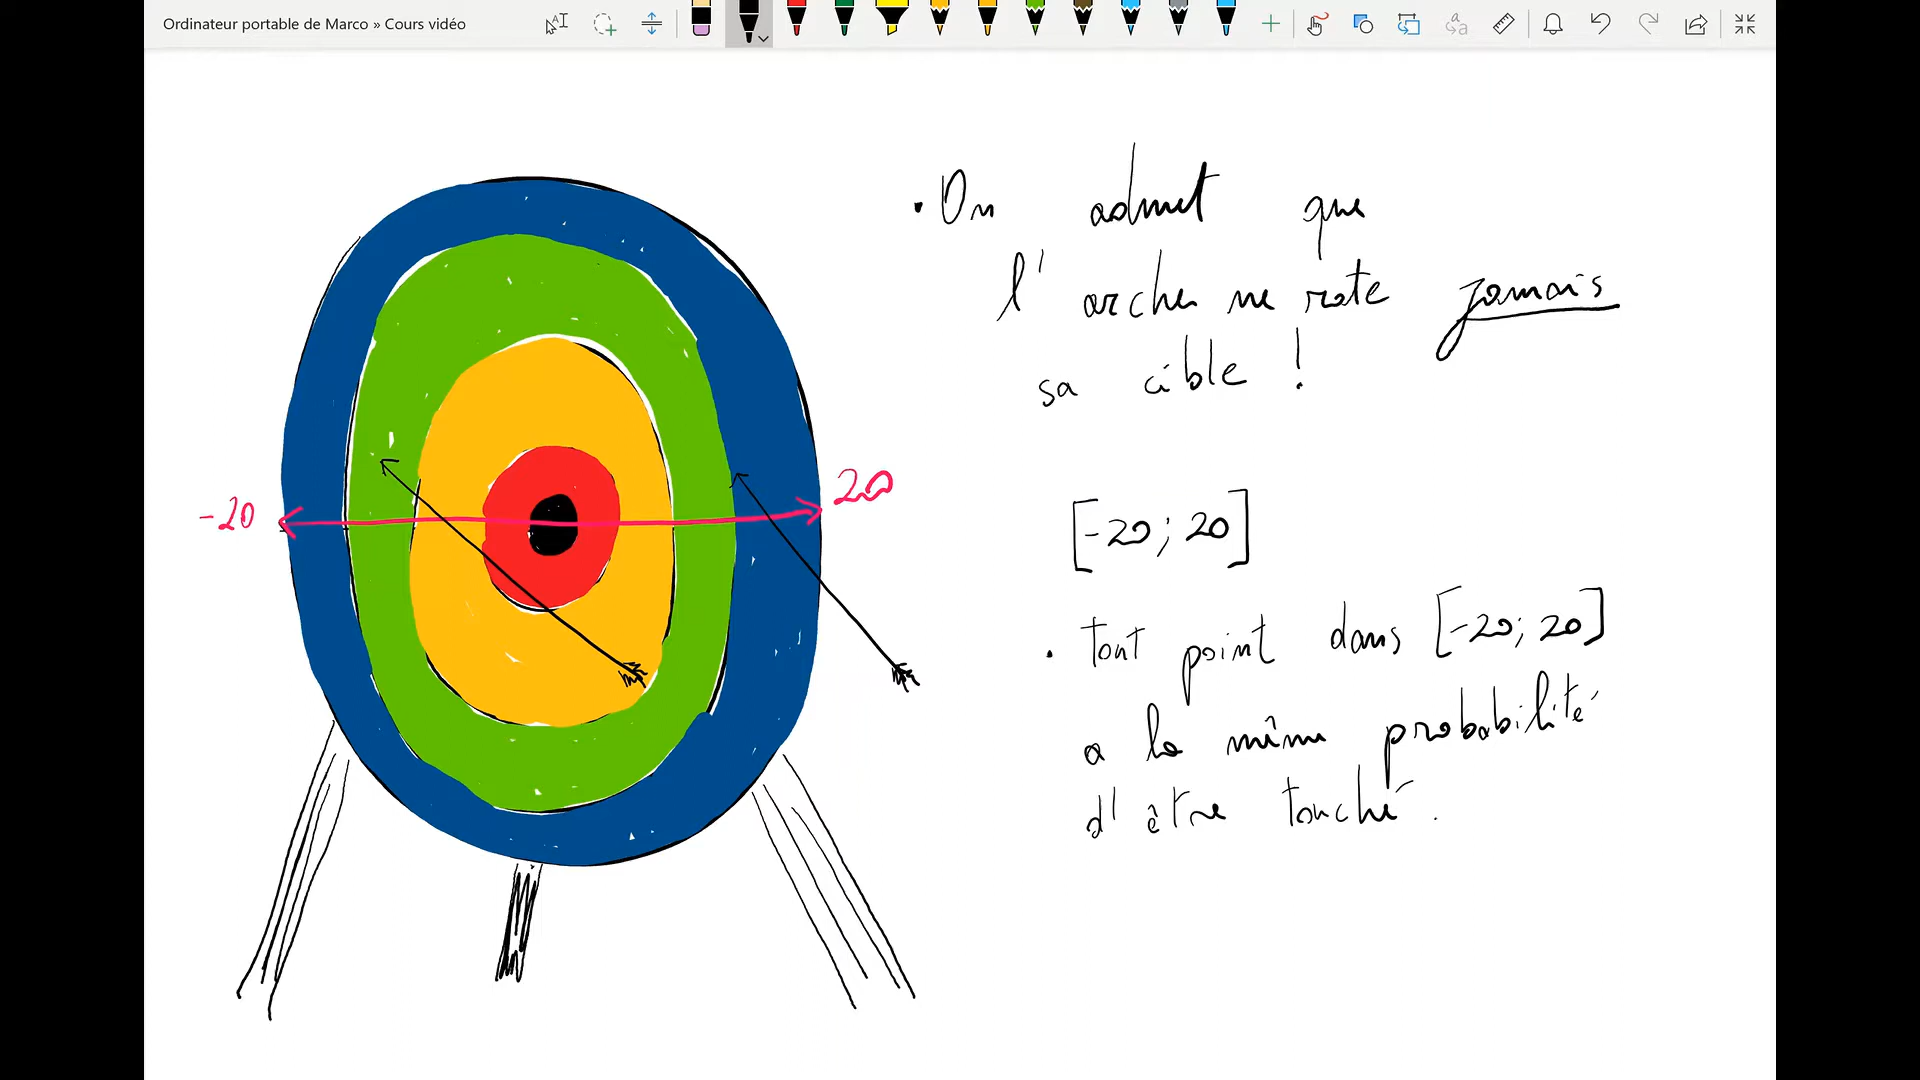 Ordinateur portable de Marco » Cours vidéo
• On admet que
l'archer ne rate jamais
sa cible !
-20
20
[-20 ; 20]
• Tout point dans [-20 ; 20]
a la même probabilité
d'être touché.